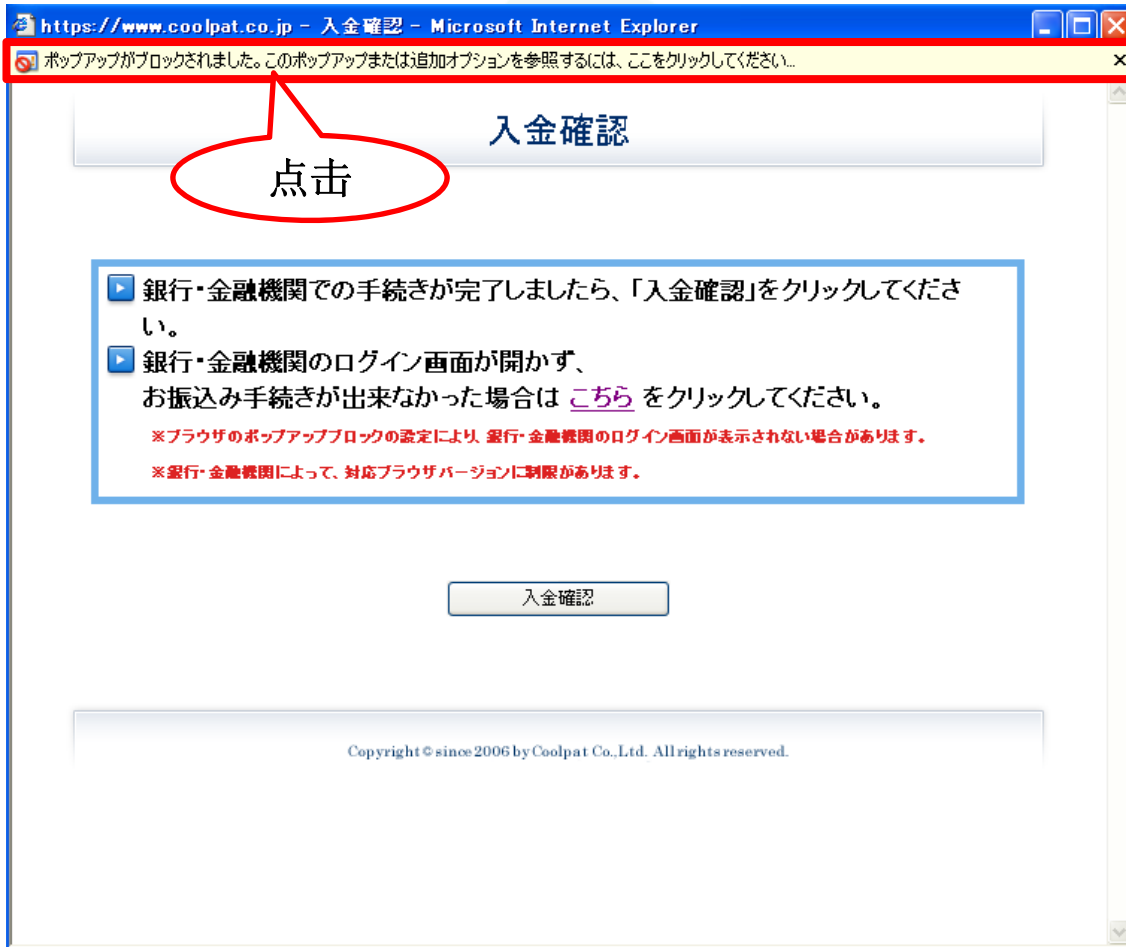 https://www.coolpat.co.jp - 入金確認 - Microsoft Internet Explorer
ポップアップがブロックされました。このポップアップまたは追加オプションを参照するには、ここをクリックしてください...
入金確認
点击
銀行・金融機関での手続きが完了しましたら、「入金確認」をクリックしてくださ
い。
銀行・金融機関のログイン画面が開かず、
お振込み手続きが出来なかった場合は こちら をクリックしてください。
※ブラウザのポップアップブロックの設定により、銀行・金融機関のログイン画面が表示されない場合があります。
※銀行・金融機関によって、対応ブラウザバージョンに制限があります。
入金確認
Copyright © since 2006 by Coolpat Co.,Ltd. All rights reserved.